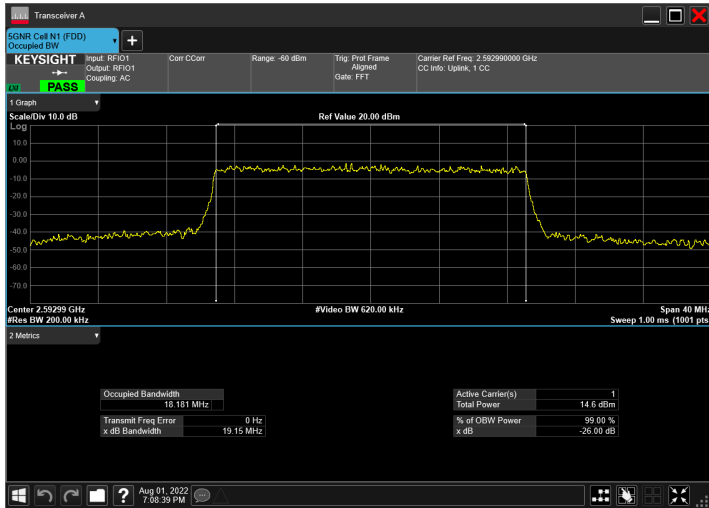 Transceiver A
5GNR Cell N1 (FDD)
Occupied BW
KEYSIGHT
Input: RFIO1
Output: RFIO1
Coupling: AC
Corr CCorr
Range: -60 dBm
Trig: Prot Frame
Aligned
Gate: FFT
Carrier Ref Freq: 2.592990000 GHz
CC Info: Uplink, 1 CC
LXI
PASS
1 Graph
Scale/Div 10.0 dB
Ref Value 20.00 dBm
Log
10.0
0.00
-10.0
-20.0
-30.0
-40.0
-50.0
-60.0
-70.0
Center 2.59299 GHz
#Video BW 620.00 kHz
Span 40 MHz
#Res BW 200.00 kHz
Sweep 1.00 ms (1001 pts
2 Metrics
Occupied Bandwidth
18.181 MHz
Transmit Freq Error 0 Hz
x dB Bandwidth 19.15 MHz
Active Carrier(s) 1
Total Power 14.6 dBm
% of OBW Power 99.00 %
x dB -26.00 dB
?
Aug 01, 2022
7:08:39 PM